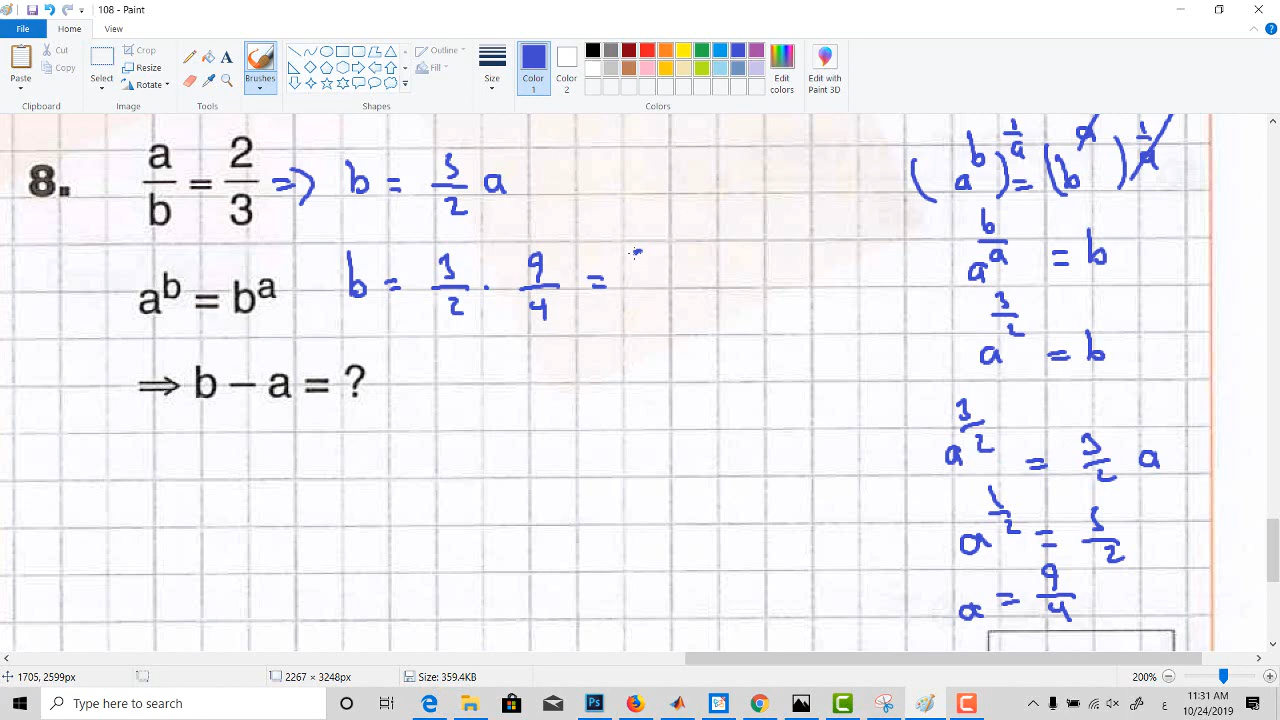 108 - Paint
File Home View
Paste Cut Copy Clipboard
Select Crop Resize Rotate Image
Tools
Brushes
Shapes Outline Fill
Size
Color 1 Color 2 Colors Edit colors
Edit with Paint 3D
8. a/b = 2/3 => b = 3/2 a
b = 3/2 · 9/4 =
a^b = b^a
⇒ b − a = ?
(a^b)^(1/a) = (b^a)^(1/a)
a^(b/a) = b
a^(3/2) = b
a^(3/2) = 3/2 a
a^(1/2) = 3/2
a = 9/4
1705, 2599px
2267 × 3248px
Size: 359.4KB
200%
Type here to search
11:31 AM
10/24/2019